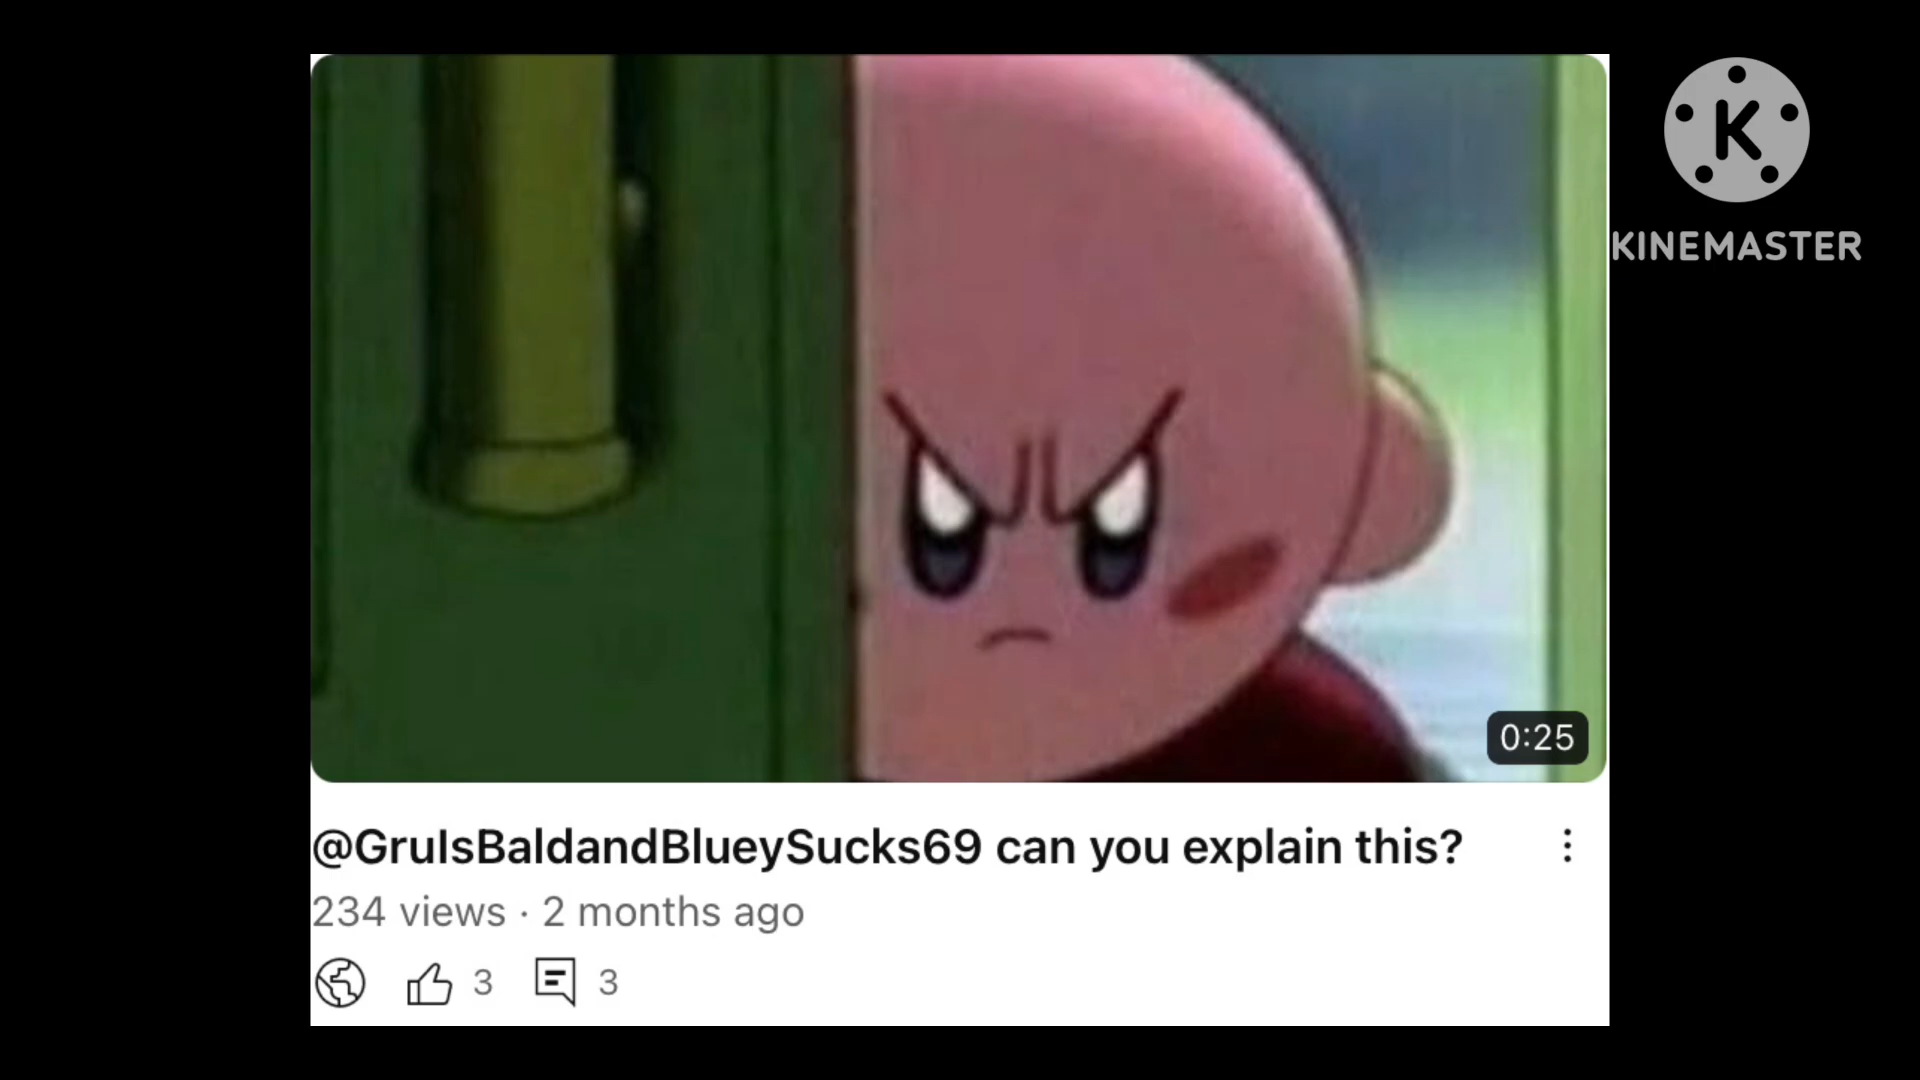 K
KINEMASTER
0:25
@GruIsBaldandBlueySucks69 can you explain this?
234 views · 2 months ago
3 3